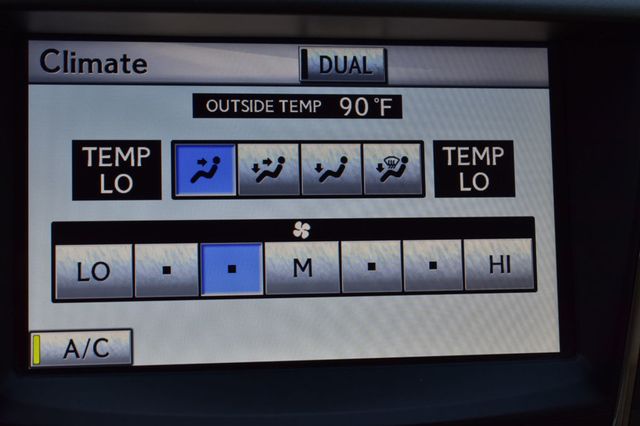 Climate
DUAL
OUTSIDE TEMP 90°F
TEMP
LO
TEMP
LO
LO
M
HI
A/C